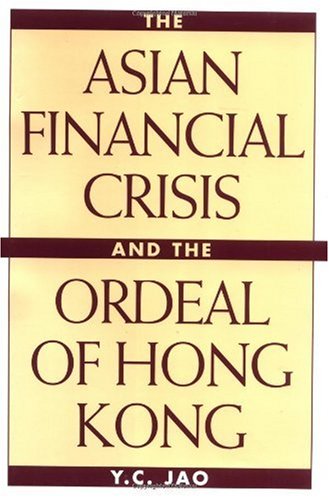 THE
ASIAN
FINANCIAL
CRISIS
AND THE
ORDEAL
OF HONG
KONG
Y.C. JAO